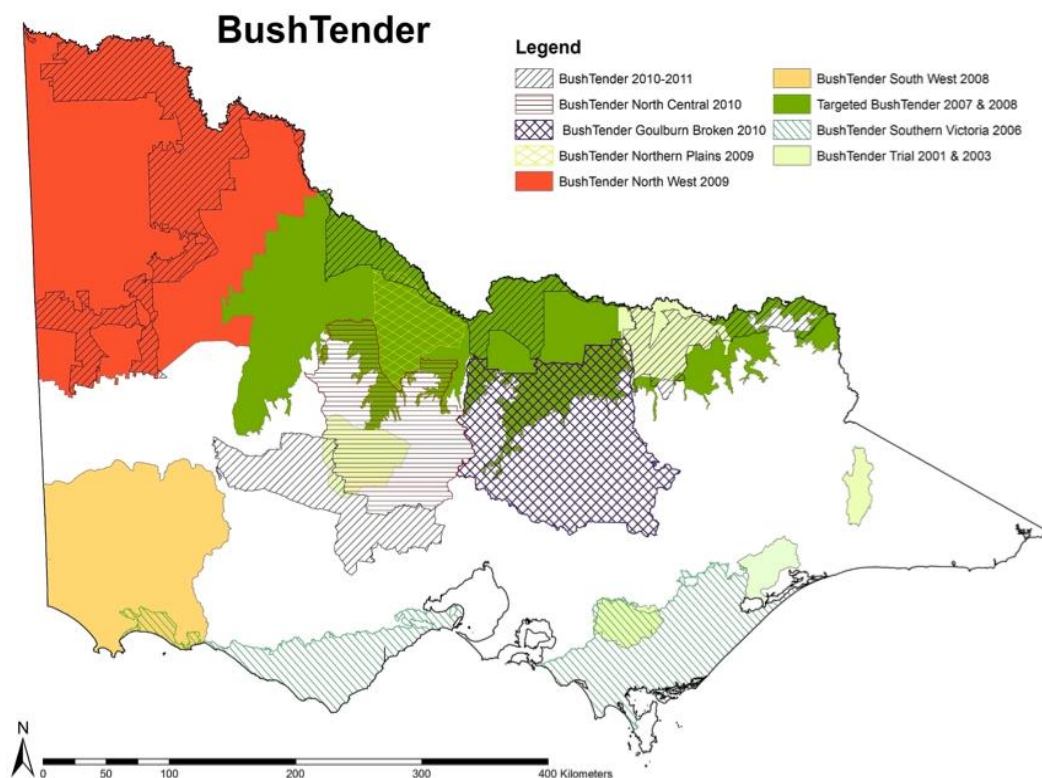 BushTender
Legend
BushTender 2010-2011
BushTender North Central 2010
BushTender Goulburn Broken 2010
BushTender Northern Plains 2009
BushTender North West 2009
BushTender South West 2008
Targeted BushTender 2007 & 2008
BushTender Southern Victoria 2006
BushTender Trial 2001 & 2003
N
0 50 100 200 300 400 Kilometers